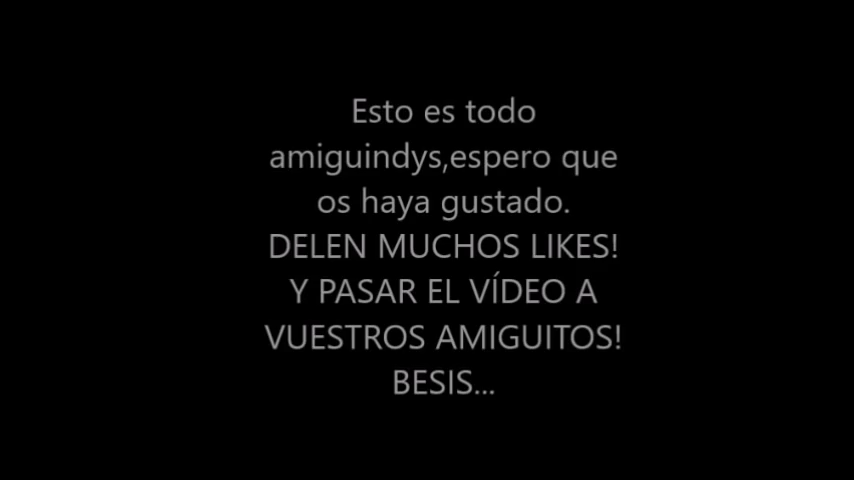 Esto es todo
amiguindys,espero que
os haya gustado.
DELEN MUCHOS LIKES!
Y PASAR EL VÍDEO A
VUESTROS AMIGUITOS!
BESIS...